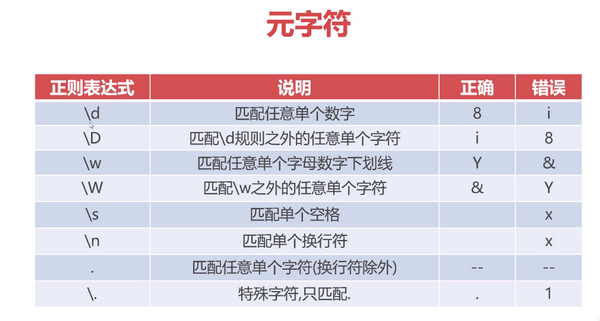 元字符
正则表达式 说明 正确 错误
\d 匹配任意单个数字 8 i
\D 匹配\d规则之外的任意单个字符 i 8
\w 匹配任意单个字母数字下划线 Y &
\W 匹配\w之外的任意单个字符 & Y
\s 匹配单个空格 x
\n 匹配单个换行符 x
. 匹配任意单个字符(换行符除外) -- --
\. 特殊字符,只匹配. . 1